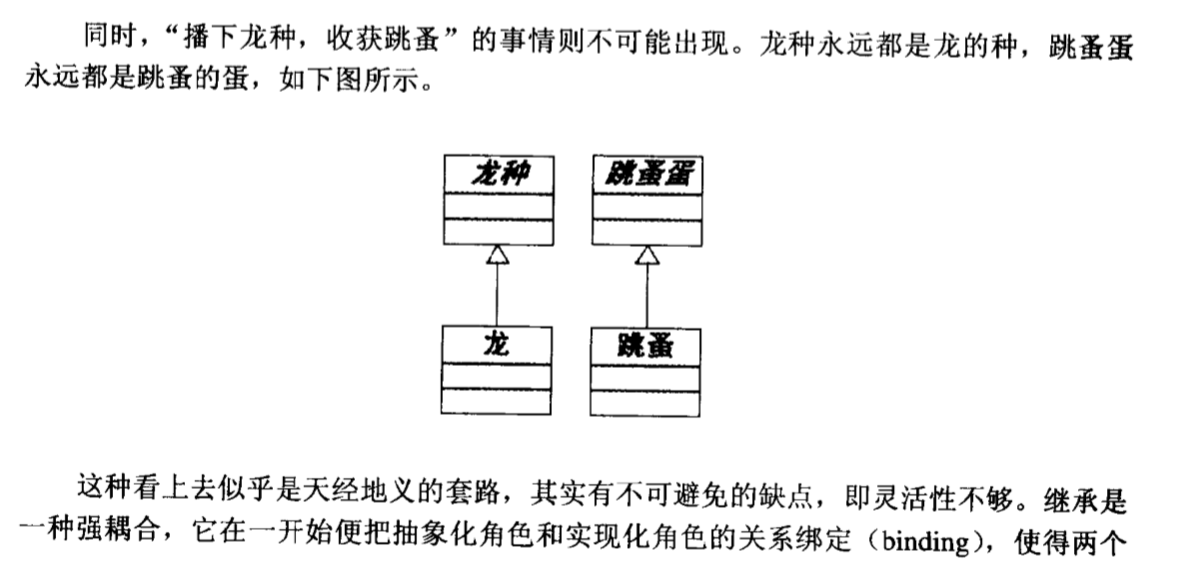 同时，“播下龙种，收获跳蚤”的事情则不可能出现。龙种永远都是龙的种，跳蚤蛋
永远都是跳蚤的蛋，如下图所示。
龙种
跳蚤蛋
龙
跳蚤
这种看上去似乎是天经地义的套路，其实有不可避免的缺点，即灵活性不够。继承是
一种强耦合，它在一开始便把抽象化角色和实现化角色的关系绑定（binding），使得两个